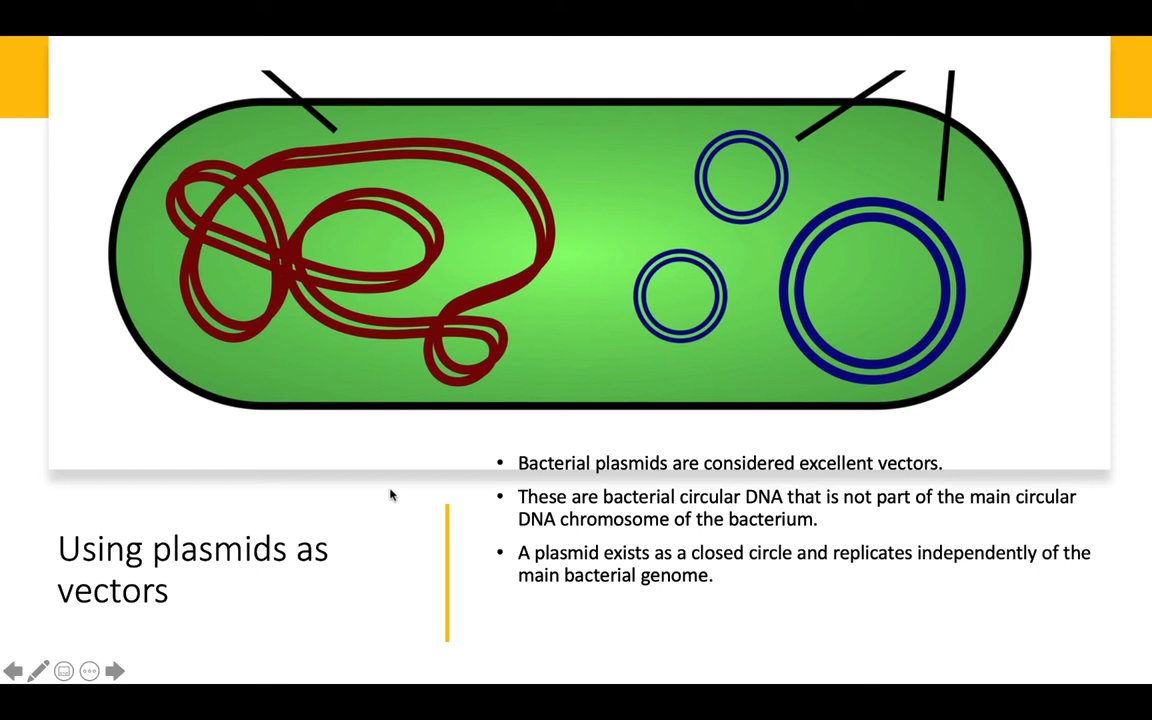 Using plasmids as
vectors
• Bacterial plasmids are considered excellent vectors.
• These are bacterial circular DNA that is not part of the main circular
DNA chromosome of the bacterium.
• A plasmid exists as a closed circle and replicates independently of the
main bacterial genome.